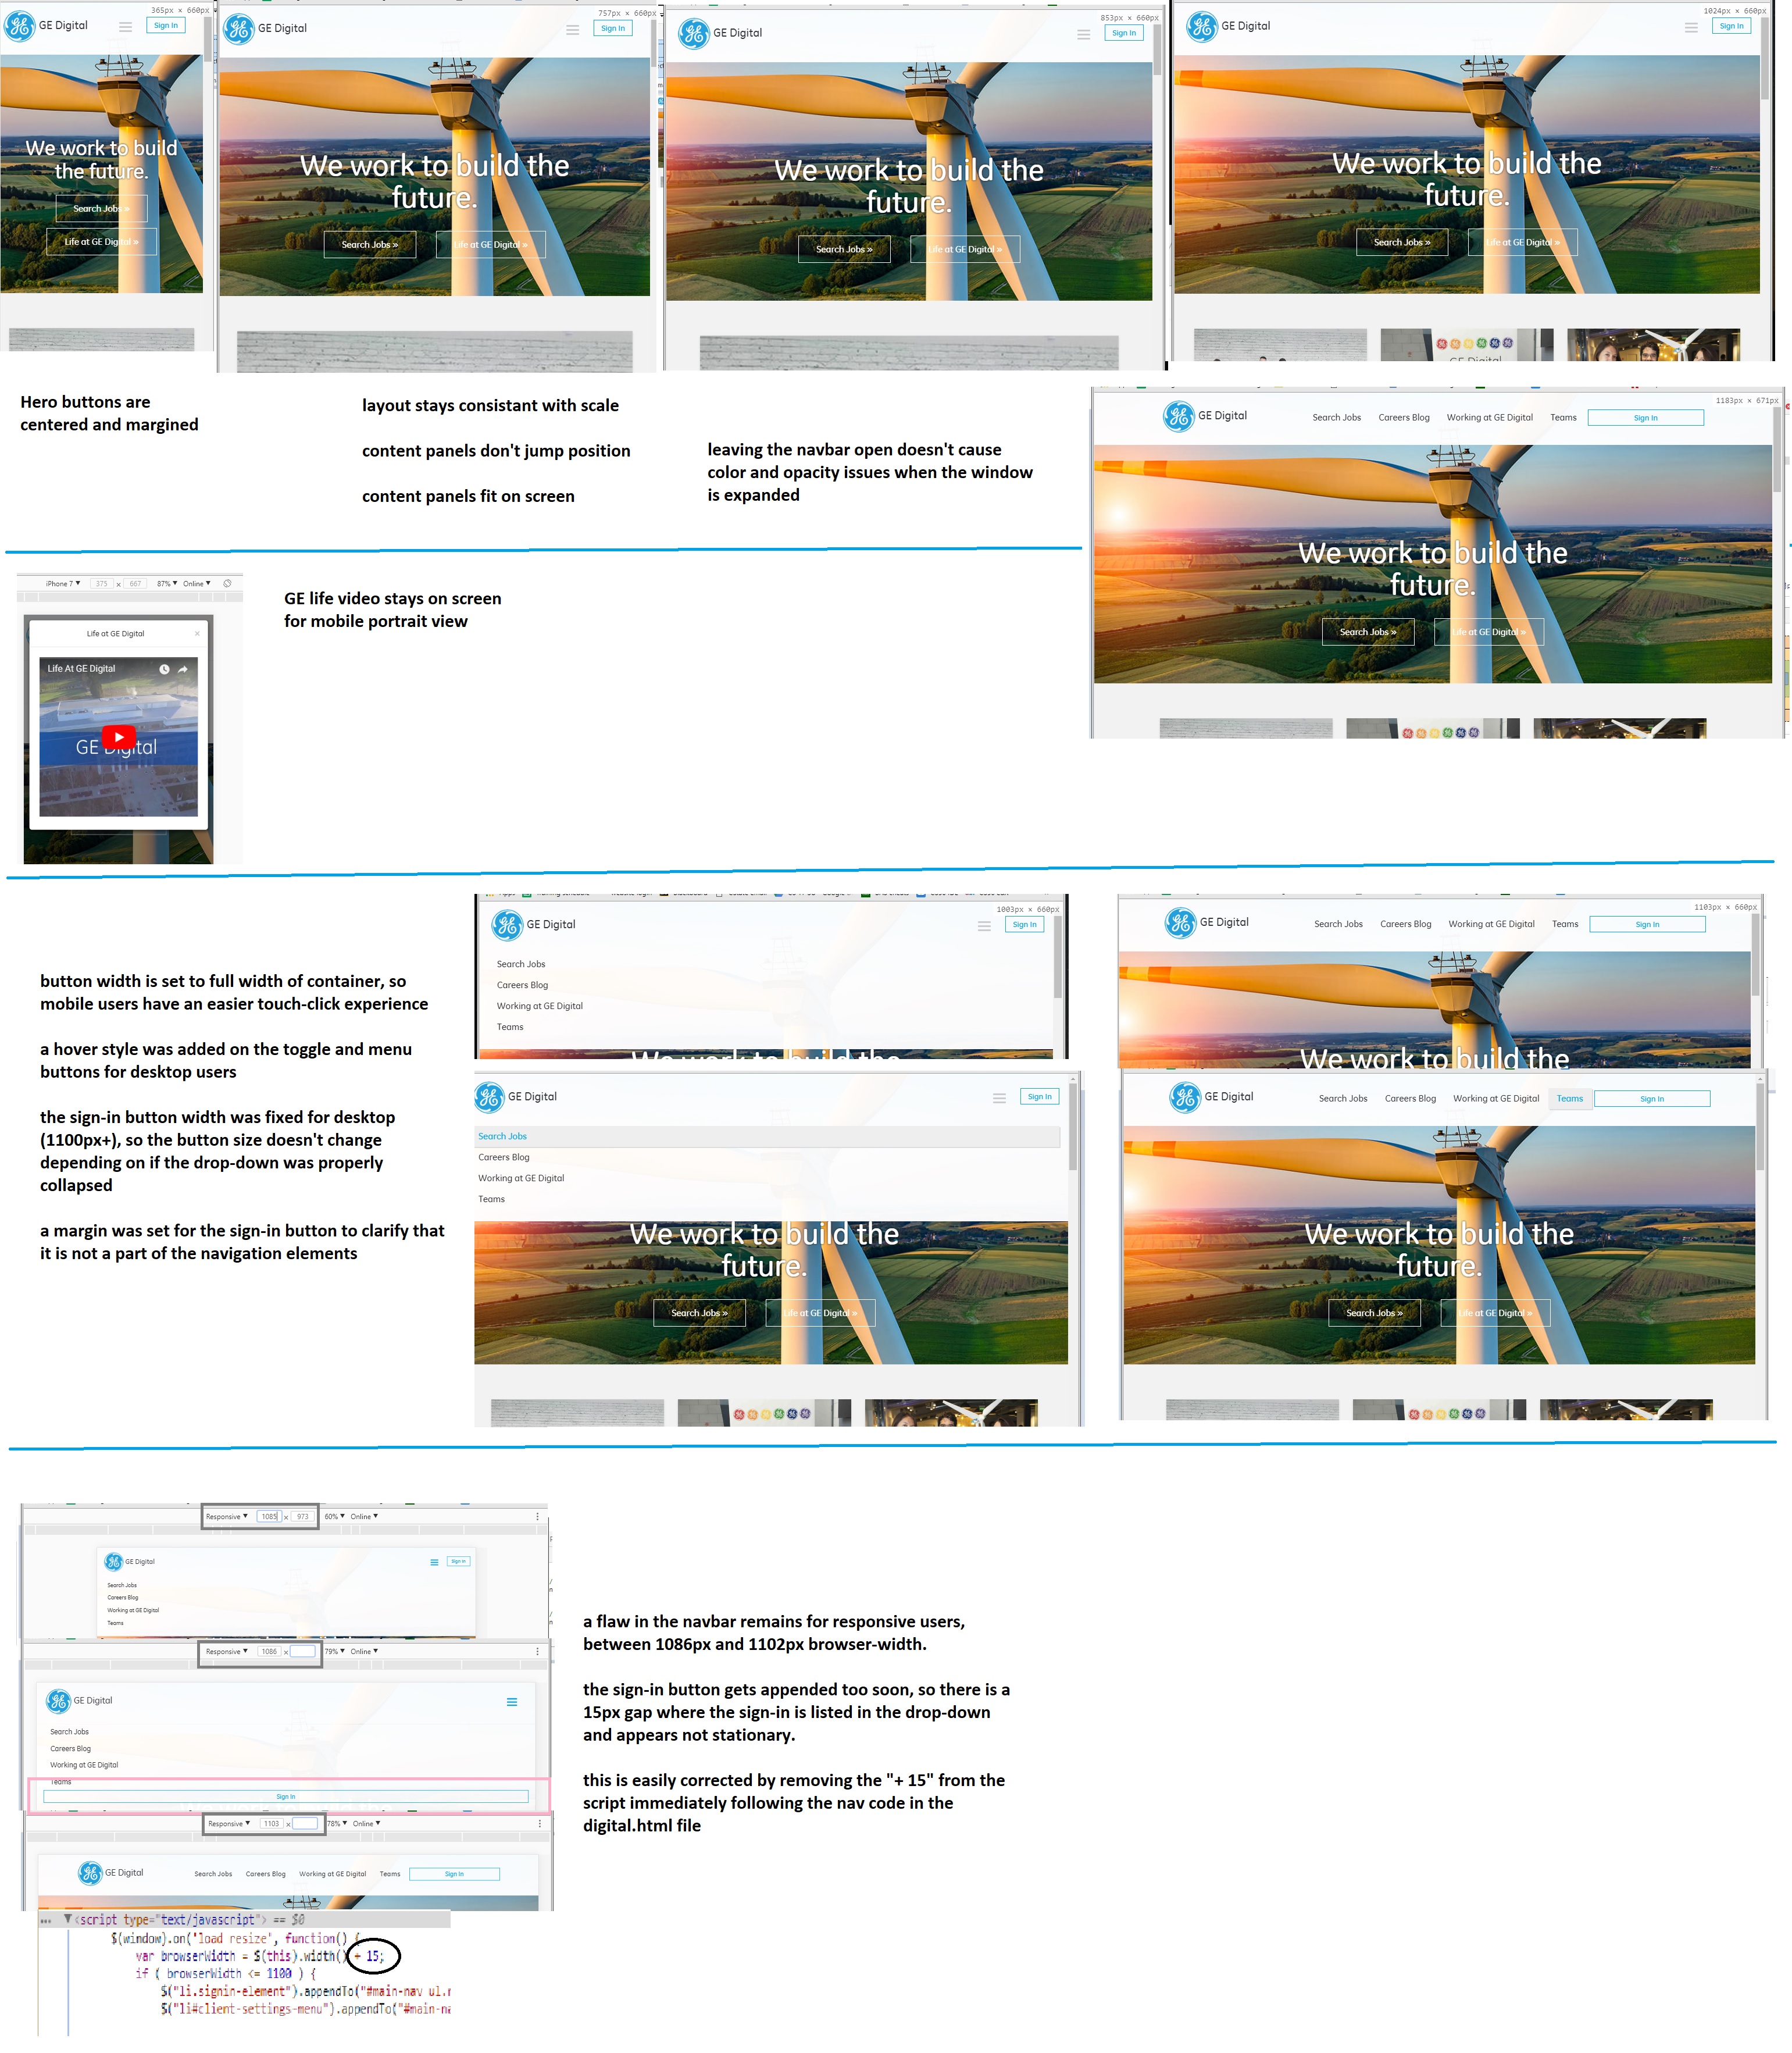 GE Digital
Sign In
365px × 660px
We work to build
the future.
Search Jobs »
Life at GE Digital »
GE Digital
Sign In
757px × 660px
We work to build the
future.
Search Jobs »
Life at GE Digital »
GE Digital
Sign In
853px × 660px
We work to build the
future.
Search Jobs »
Life at GE Digital »
GE Digital
Sign In
1024px × 660px
We work to build the
future.
Search Jobs »
Life at GE Digital »
GE Digital
Hero buttons are
centered and margined
layout stays consistant with scale
content panels don't jump position
content panels fit on screen
leaving the navbar open doesn't cause
color and opacity issues when the window
is expanded
1183px × 671px
GE Digital
Search Jobs Careers Blog Working at GE Digital Teams Sign In
We work to build the
future.
Search Jobs »
Life at GE Digital »
iPhone 7 ▼ 375 × 667 87% ▼ Online ▼
Life at GE Digital ×
Life At GE Digital
GE Digital
GE life video stays on screen
for mobile portrait view
button width is set to full width of container, so
mobile users have an easier touch-click experience
a hover style was added on the toggle and menu
buttons for desktop users
the sign-in button width was fixed for desktop
(1100px+), so the button size doesn't change
depending on if the drop-down was properly
collapsed
a margin was set for the sign-in button to clarify that
it is not a part of the navigation elements
1003px × 660px
GE Digital
Sign In
Search Jobs
Careers Blog
Working at GE Digital
Teams
We work to build the
1103px × 660px
GE Digital
Search Jobs Careers Blog Working at GE Digital Teams Sign In
We work to build the
GE Digital
Sign In
Search Jobs
Careers Blog
Working at GE Digital
Teams
We work to build the
future.
Search Jobs »
Life at GE Digital »
GE Digital
Search Jobs Careers Blog Working at GE Digital Teams Sign In
We work to build the
future.
Search Jobs »
Life at GE Digital »
Responsive ▼ 1085 × 973 60% ▼ Online ▼
GE Digital
Sign In
Search Jobs
Careers Blog
Working at GE Digital
Teams
Responsive ▼ 1086 × 79% ▼ Online ▼
GE Digital
Search Jobs
Careers Blog
Working at GE Digital
Teams
Sign In
Responsive ▼ 1103 × 78% ▼ Online ▼
GE Digital
Search Jobs Careers Blog Working at GE Digital Teams Sign In
... ▼<script type="text/javascript"> == $0
$(window).on('load resize', function() {
var browserWidth = $(this).width() + 15;
if ( browserWidth <= 1100 ) {
$("li.signin-element").appendTo("#main-nav ul.r
$("li#client-settings-menu").appendTo("#main-na
a flaw in the navbar remains for responsive users,
between 1086px and 1102px browser-width.
the sign-in button gets appended too soon, so there is a
15px gap where the sign-in is listed in the drop-down
and appears not stationary.
this is easily corrected by removing the "+ 15" from the
script immediately following the nav code in the
digital.html file